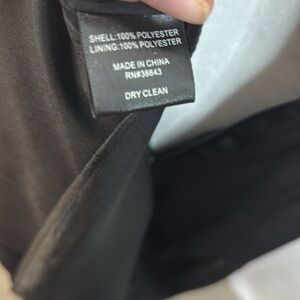 SHELL:100% POLYESTER
LINING:100% POLYESTER
MADE IN CHINA
RN#38843
DRY CLEAN